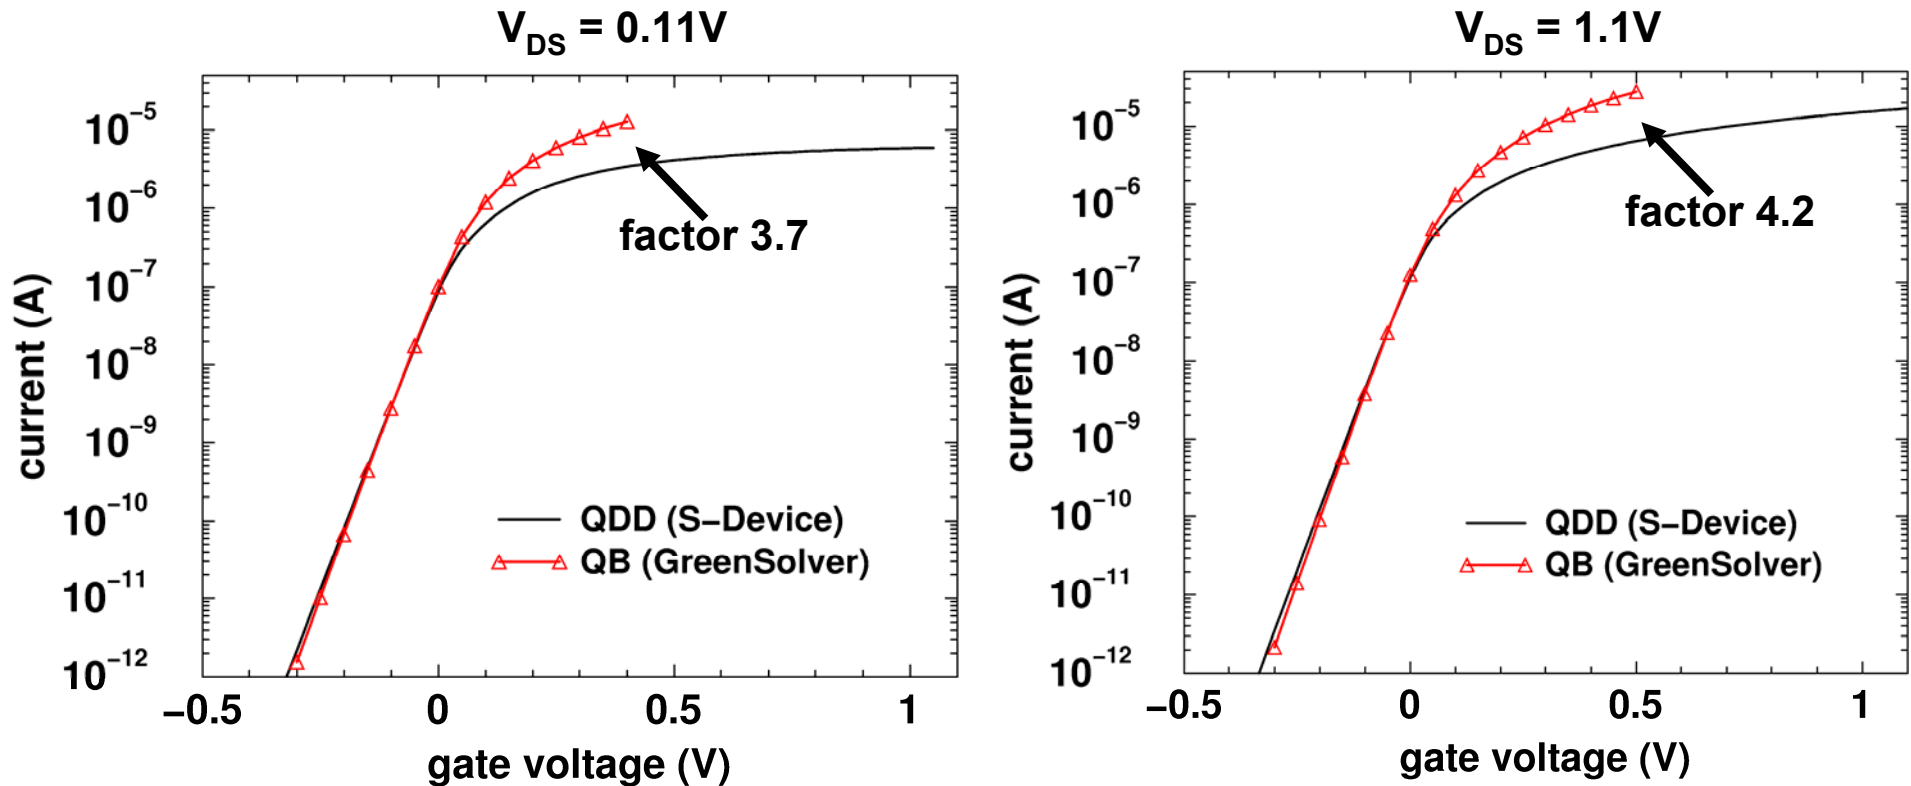 V_DS = 0.11V
10^−5
10^−6
10^−7
10^−8
10^−9
10^−10
10^−11
10^−12
current (A)
factor 3.7
QDD (S−Device)
QB (GreenSolver)
−0.5 0 0.5 1
gate voltage (V)
V_DS = 1.1V
10^−5
10^−6
10^−7
10^−8
10^−9
10^−10
10^−11
10^−12
current (A)
factor 4.2
QDD (S−Device)
QB (GreenSolver)
−0.5 0 0.5 1
gate voltage (V)